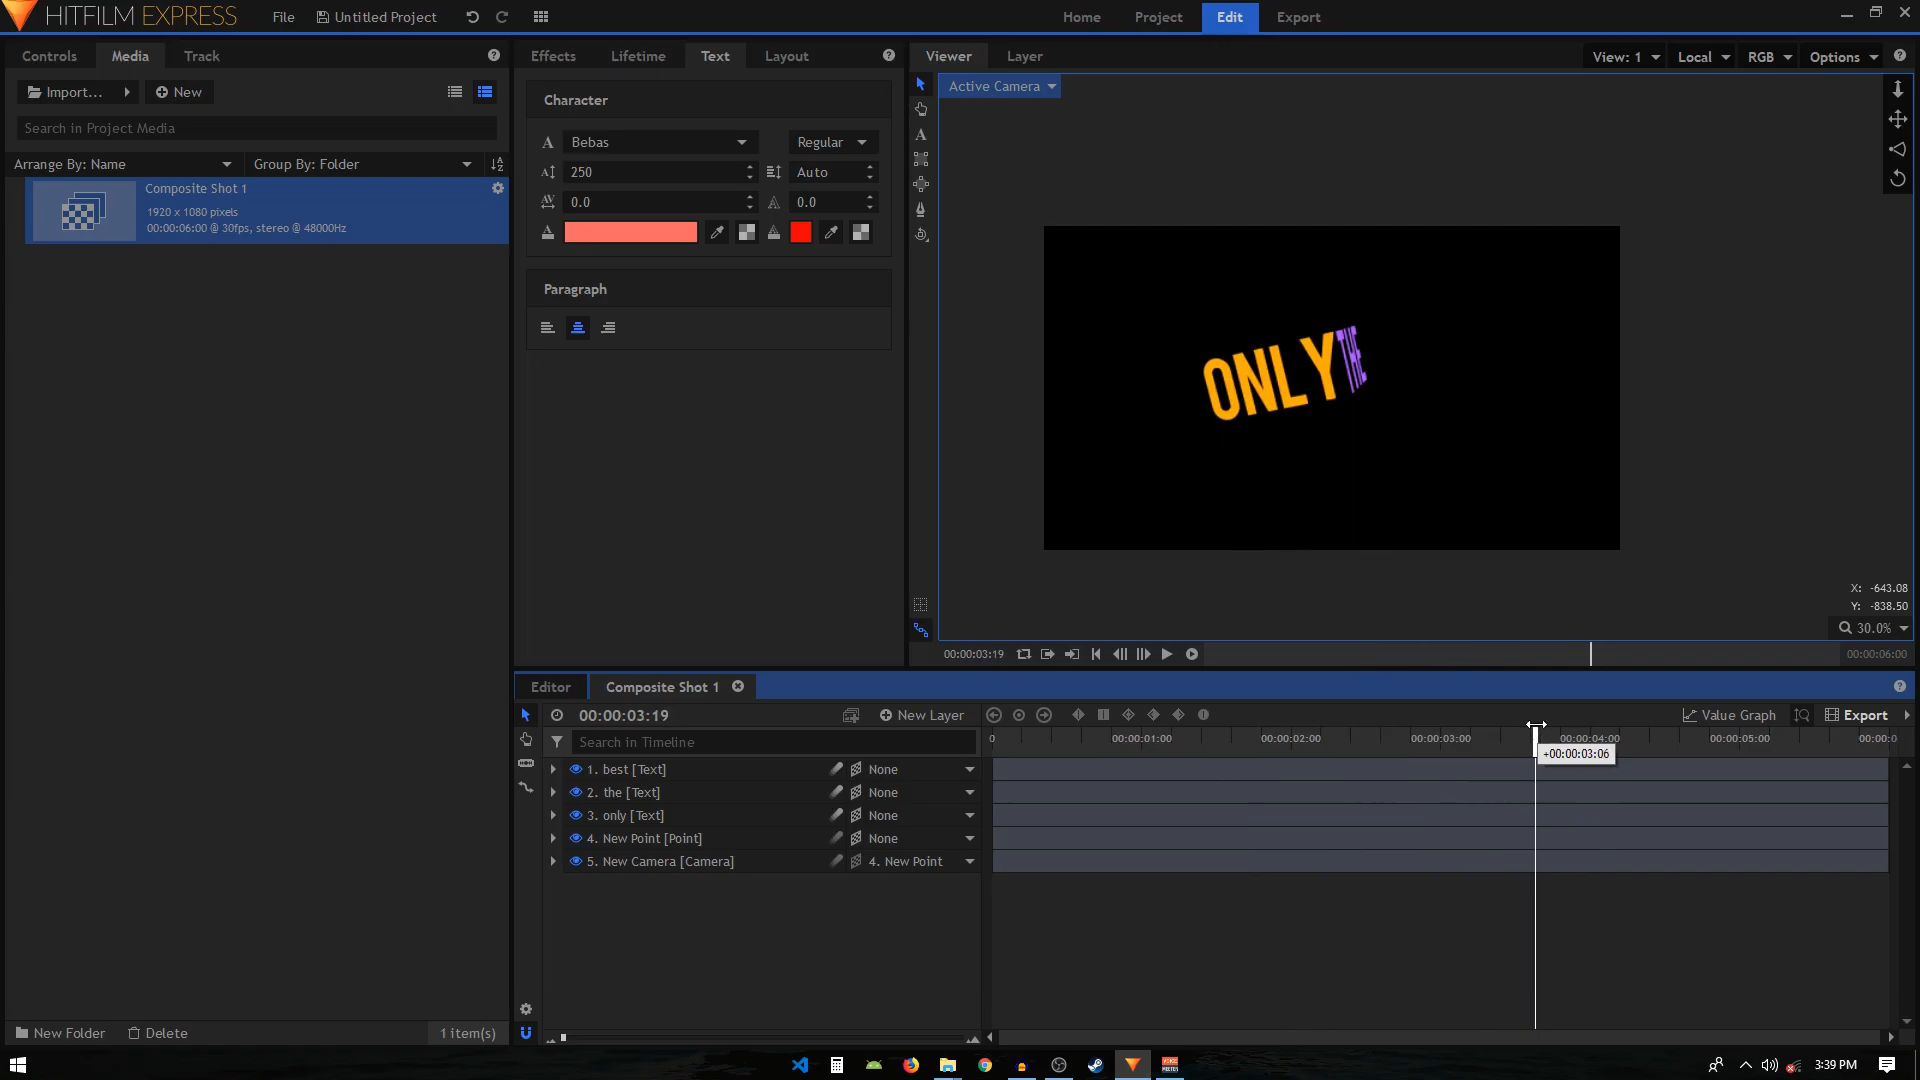 HITFILM EXPRESS
File
Untitled Project
Home
Project
Edit
Export
Controls
Media
Track
Import...
New
Search in Project Media
Arrange By: Name
Group By: Folder
Composite Shot 1
1920 x 1080 pixels
00:00:06:00 @ 30fps, stereo @ 48000Hz
New Folder
Delete
1 item(s)
Effects
Lifetime
Text
Layout
Character
Bebas
Regular
250
Auto
0.0
0.0
Paragraph
Viewer
Layer
View: 1
Local
RGB
Options
Active Camera
ONLY
THE
X: -643.08
Y: -838.50
30.0%
00:00:03:19
00:00:06:00
Editor
Composite Shot 1
00:00:03:19
New Layer
Value Graph
Export
Search in Timeline
0
00:00:01:00
00:00:02:00
00:00:03:00
00:00:04:00
00:00:05:00
00:00:0
+00:00:03:06
1. best [Text]
None
2. the [Text]
None
3. only [Text]
None
4. New Point [Point]
None
5. New Camera [Camera]
4. New Point
3:39 PM